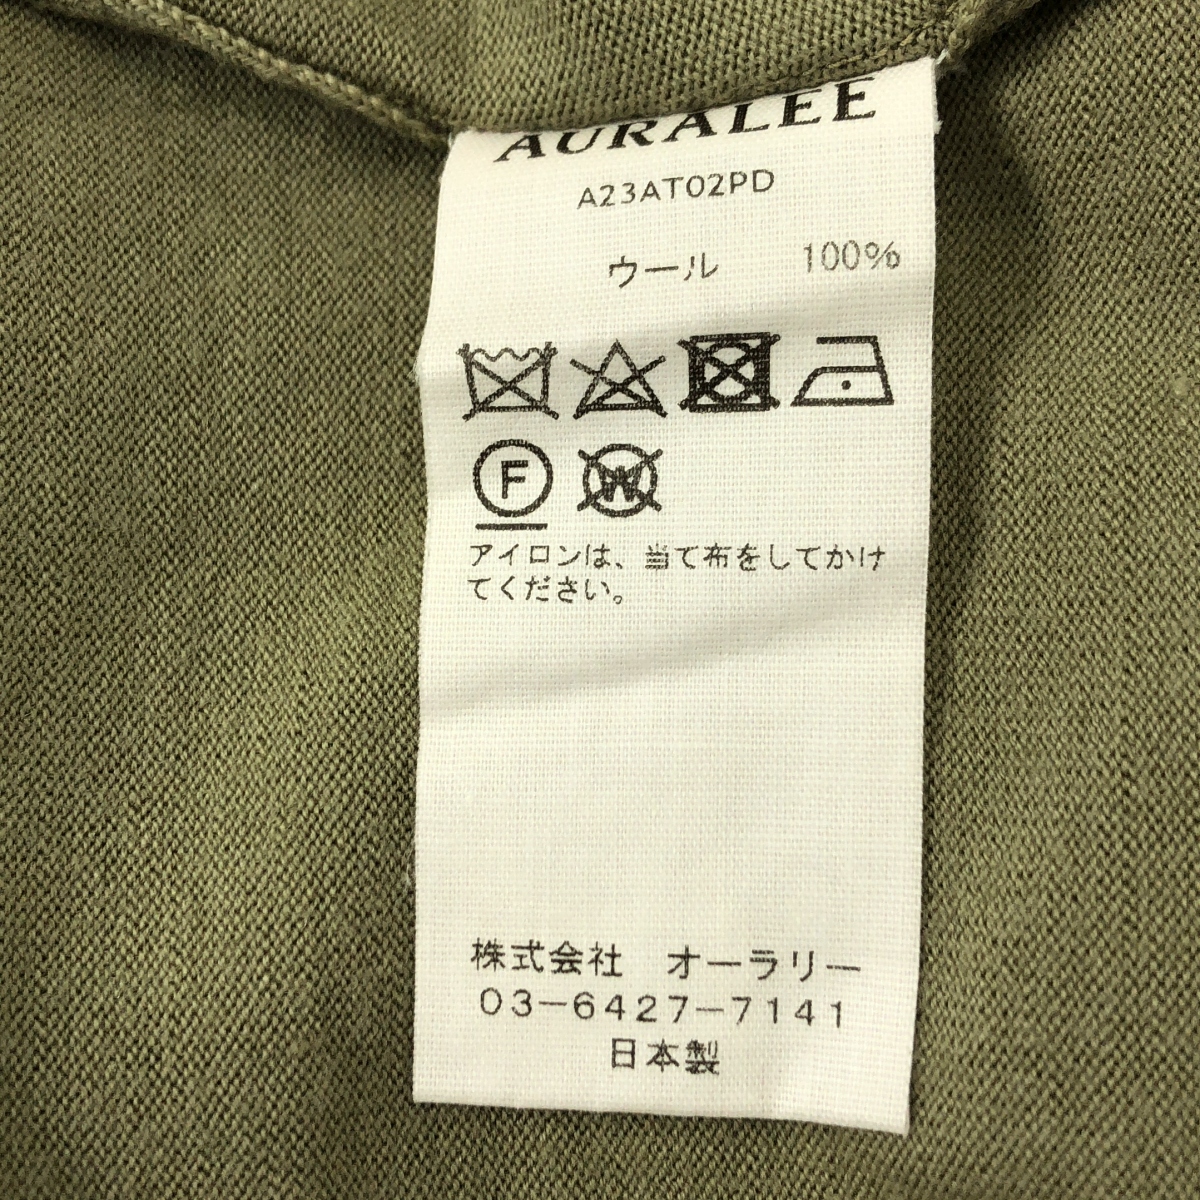 AURALEE
A23AT02PD
ウール 100%
F W
アイロンは、当て布をしてかけ
てください。
株式会社 オーラリー
03-6427-7141
日本製